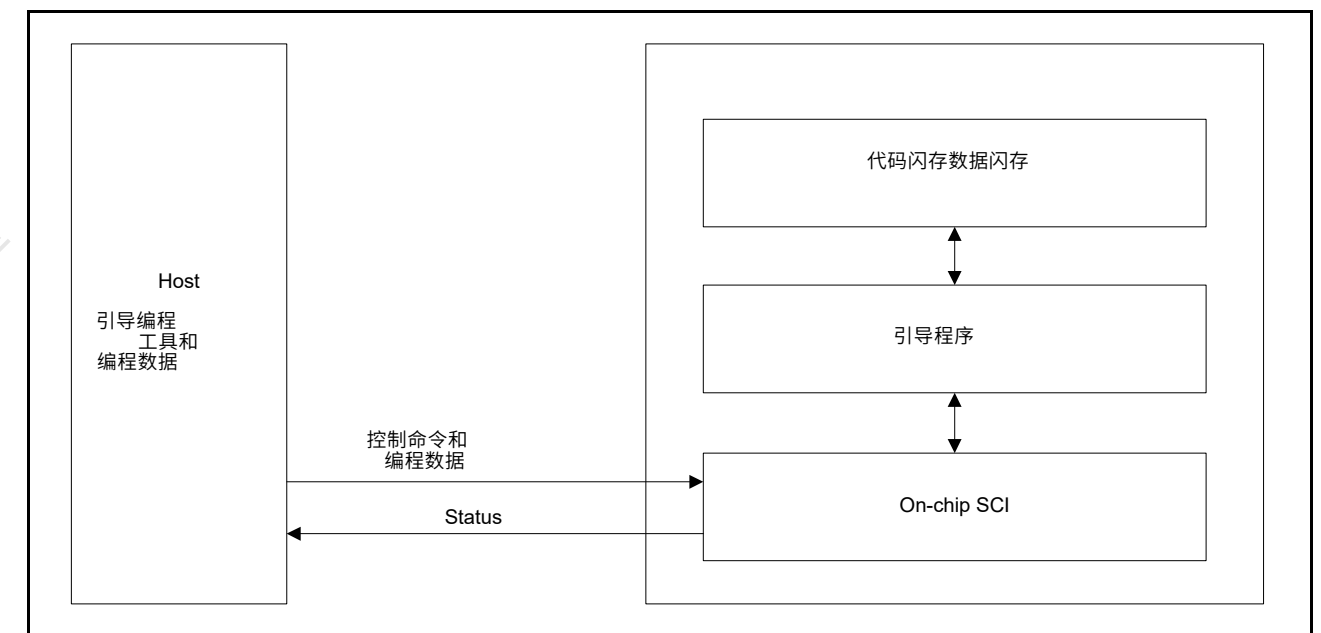 Host
引导编程
工具和
编程数据
控制命令和
编程数据
Status
代码闪存数据闪存
引导程序
On-chip SCI